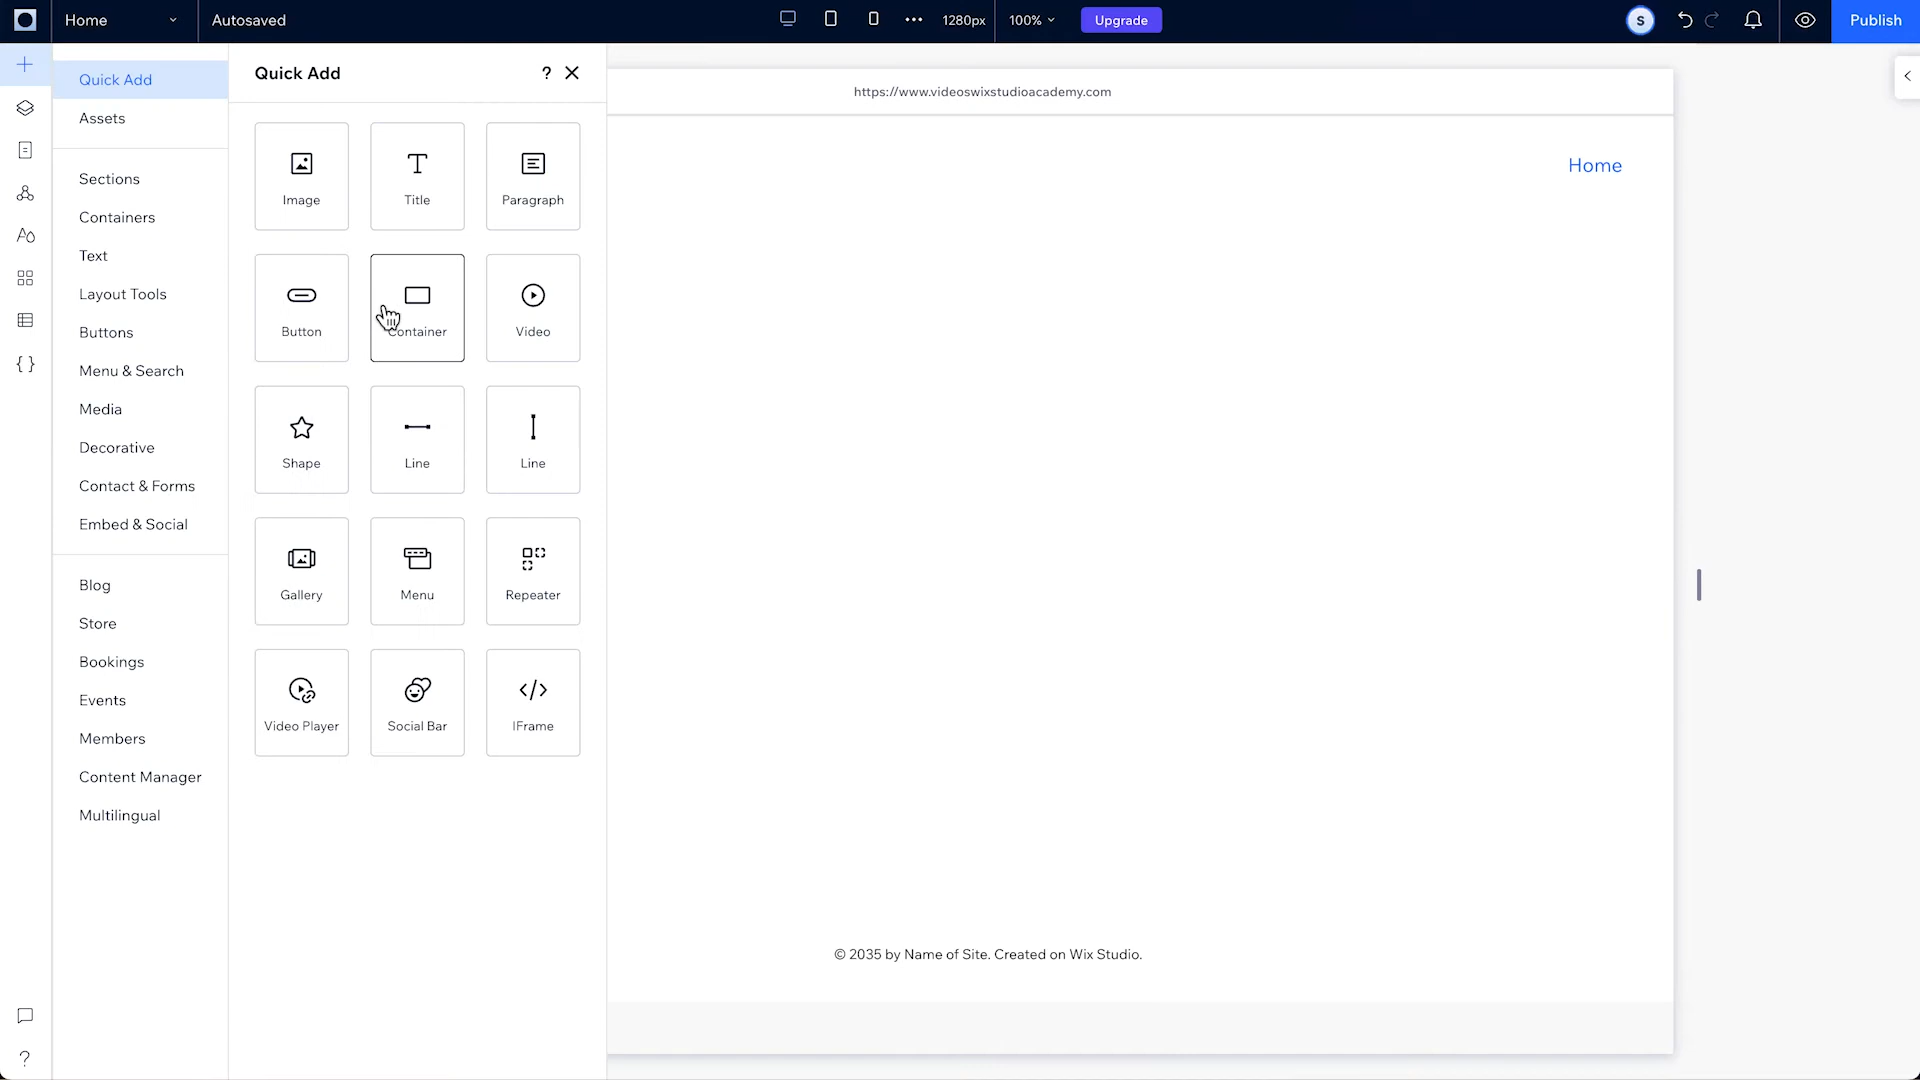 Home
Autosaved
1280px
100%
Upgrade
S
Publish
Quick Add
Assets
Sections
Containers
Text
Layout Tools
Buttons
Menu & Search
Media
Decorative
Contact & Forms
Embed & Social
Blog
Store
Bookings
Events
Members
Content Manager
Multilingual
?
Quick Add
?
Image
Title
Paragraph
Button
Container
Video
Shape
Line
Line
Gallery
Menu
Repeater
Video Player
Social Bar
IFrame
https://www.videoswixstudioacademy.com
Home
© 2035 by Name of Site. Created on Wix Studio.